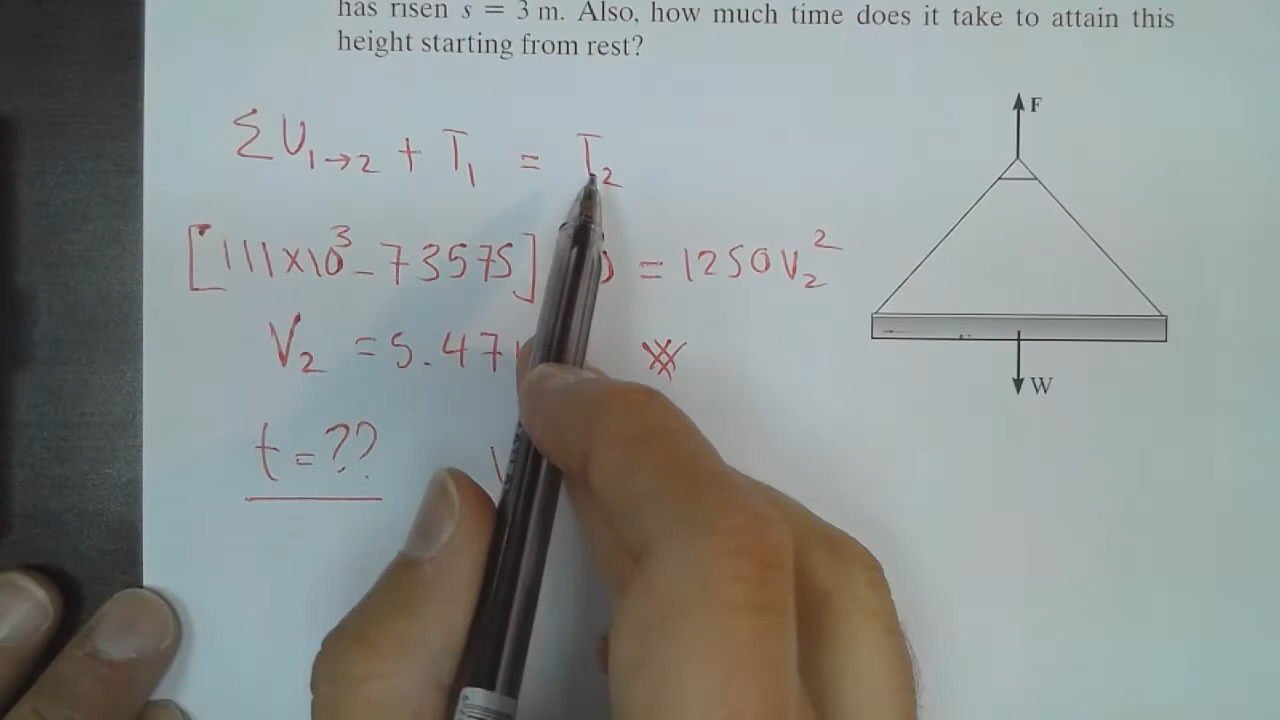 has risen s = 3 m. Also, how much time does it take to attain this
height starting from rest?
ΣU₁→₂ + T₁ = T₂
F
[111×10³-73575] = 1250V₂²
V₂ = 5.47
W
t = ??